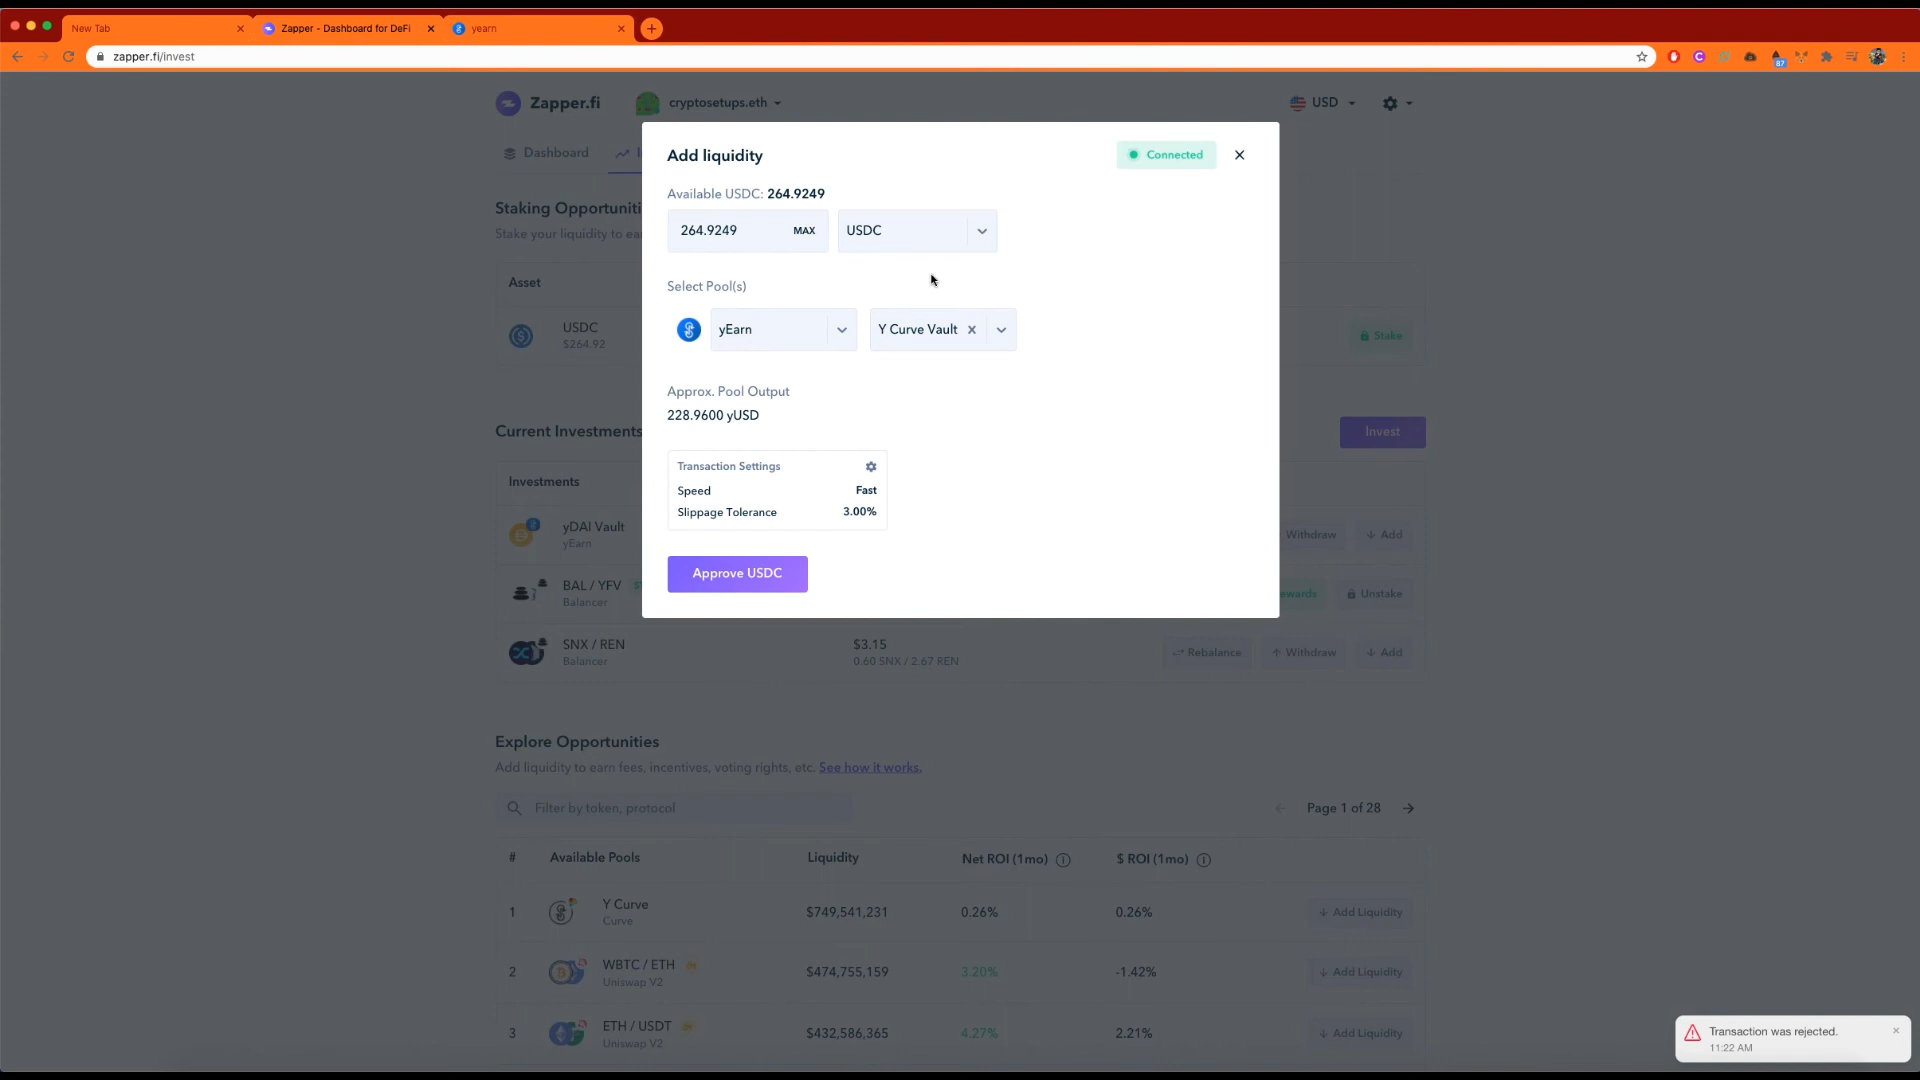 New Tab
Zapper - Dashboard for DeFi
yearn
zapper.fi/invest
87
Zapper.fi
cryptosetups.eth
USD
Dashboard
Add liquidity
Connected
Available USDC: 264.9249
264.9249 MAX USDC
Select Pool(s)
yEarn Y Curve Vault
Approx. Pool Output
228.9600 yUSD
Transaction Settings
Speed Fast
Slippage Tolerance 3.00%
Approve USDC
Staking Opportuniti
Stake your liquidity to ea
Asset
USDC
$264.92
Stake
Current Investments
Invest
Investments
yDAI Vault
yEarn
Withdraw Add
BAL / YFV
Balancer
ewards Unstake
SNX / REN
Balancer
$3.15
0.60 SNX / 2.67 REN
Rebalance Withdraw Add
Explore Opportunities
Add liquidity to earn fees, incentives, voting rights, etc. See how it works.
Filter by token, protocol
Page 1 of 28
# Available Pools Liquidity Net ROI (1mo) $ ROI (1mo)
1 Y Curve $749,541,231 0.26% 0.26% Add Liquidity
Curve
2 WBTC / ETH $474,755,159 3.20% -1.42% Add Liquidity
Uniswap V2
3 ETH / USDT $432,586,365 4.27% 2.21% Add Liquidity
Uniswap V2
Transaction was rejected.
11:22 AM